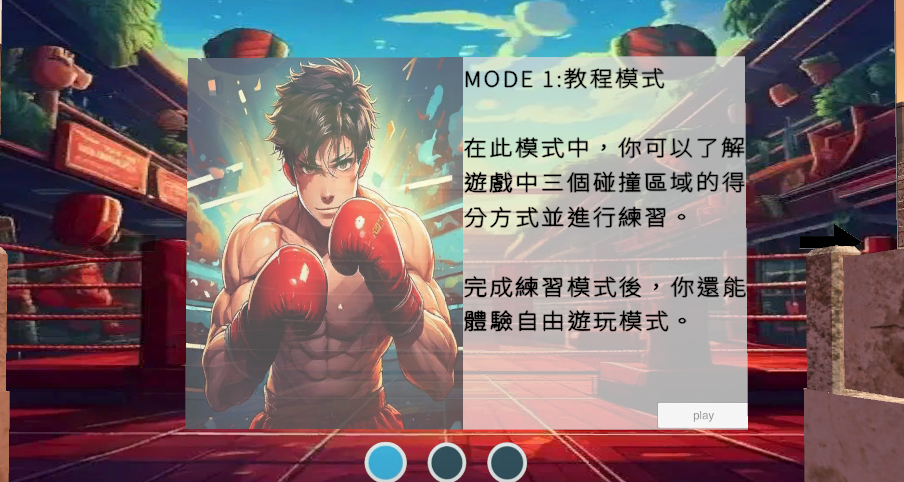 MODE 1:教程模式
在此模式中，你可以了解
遊戲中三個碰撞區域的得
分方式並進行練習。
完成練習模式後，你還能
體驗自由遊玩模式。
play